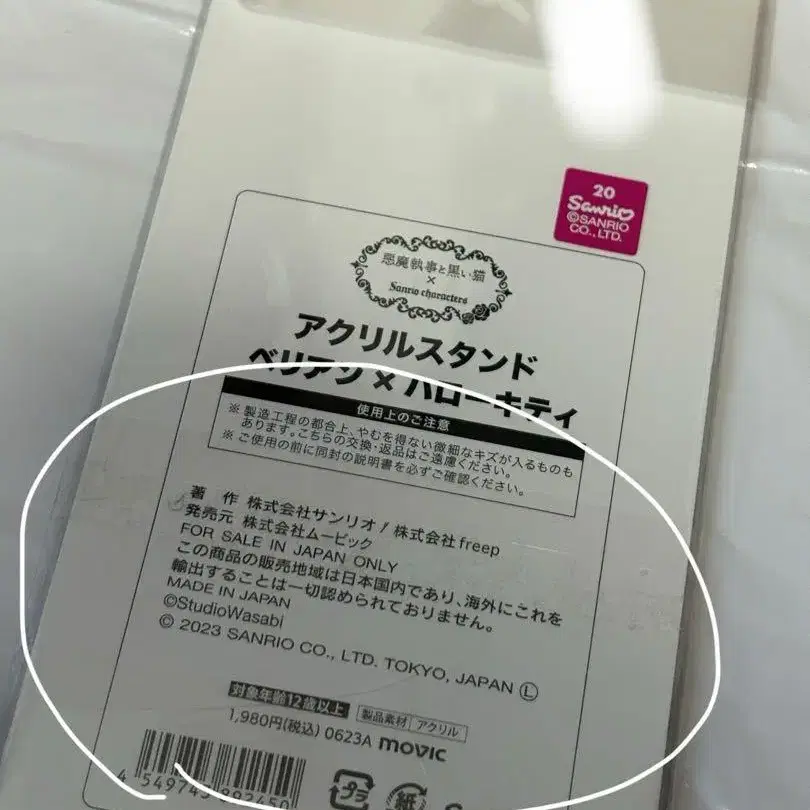 20
Sanrio
©SANRIO
CO., LTD.
悪魔執事と黒い猫
×
Sanrio characters
アクリルスタンド
ベリアン × ハローキティ
使用上のご注意
※ 製造工程の都合上、やむを得ない微細なキズが入るものも
あります。こちらの交換・返品はご遠慮ください。
※ ご使用の前に同封の説明書を必ずご確認ください。
著 作 株式会社サンリオ / 株式会社freep
発売元 株式会社ムービック
FOR SALE IN JAPAN ONLY
この商品の販売地域は日本国内であり、海外にこれを
輸出することは一切認められておりません。
MADE IN JAPAN
©StudioWasabi
© 2023 SANRIO CO., LTD. TOKYO, JAPAN Ⓛ
対象年齢12歳以上 製品素材 アクリル
1,980円(税込) 0623A movic
プラ
紙